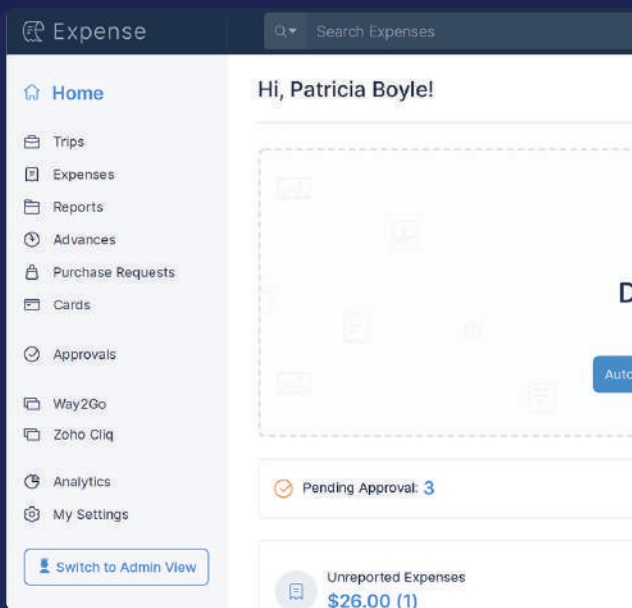 Expense
Search Expenses
Home
Hi, Patricia Boyle!
Trips
Expenses
Reports
Advances
Purchase Requests
Cards
Approvals
Way2Go
Zoho Cliq
Analytics
My Settings
Switch to Admin View
D
Auto
Pending Approval: 3
Unreported Expenses
$26.00 (1)